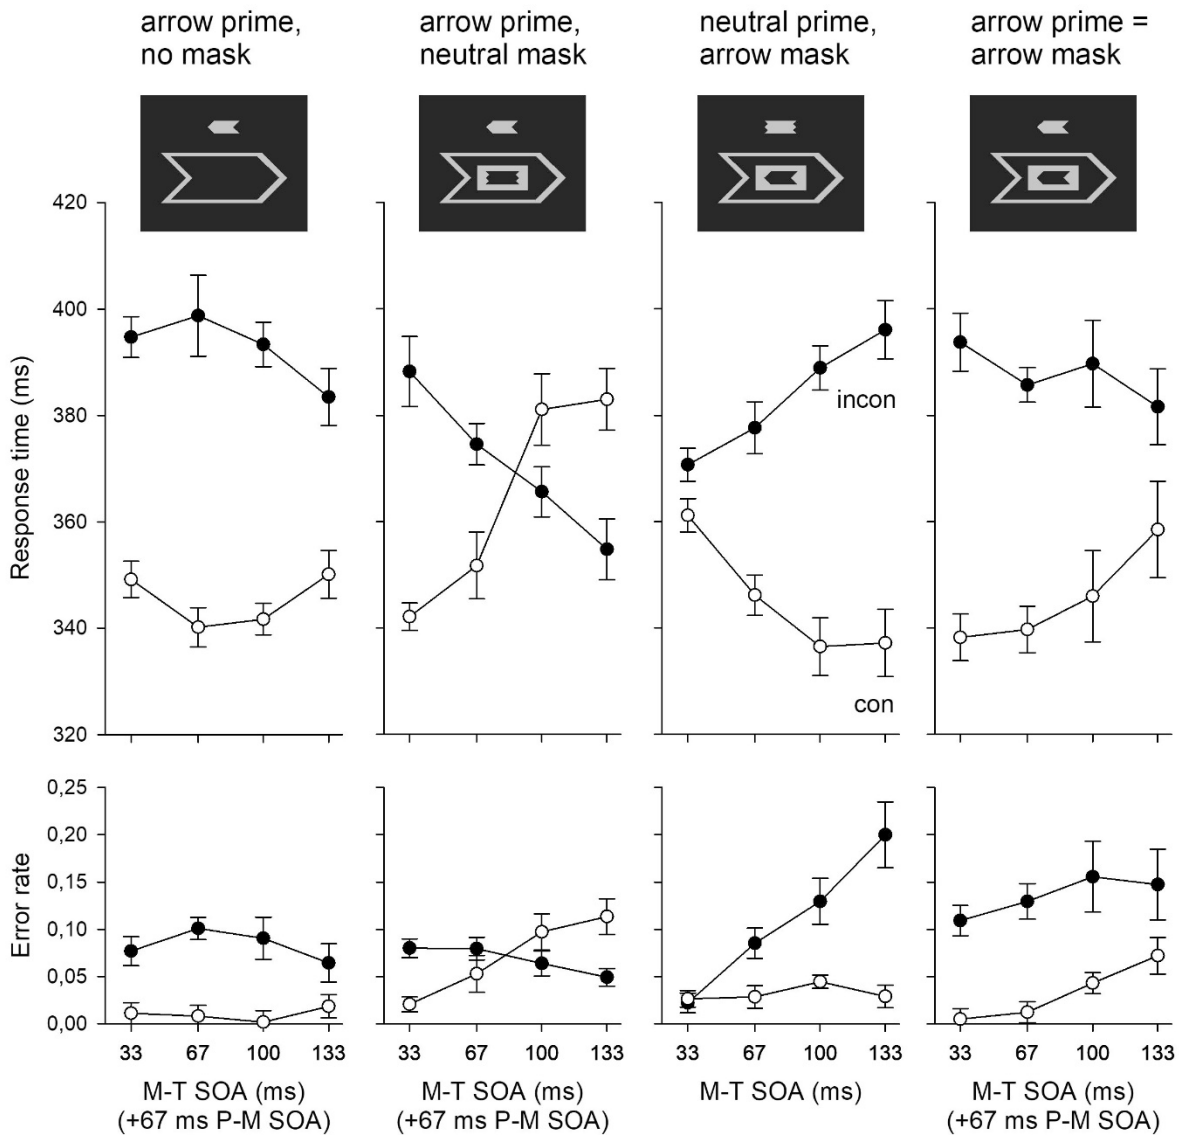 arrow prime,
no mask
arrow prime,
neutral mask
neutral prime,
arrow mask
arrow prime =
arrow mask
Response time (ms)
420
400
380
360
340
320
incon
con
Error rate
0,25
0,20
0,15
0,10
0,05
0,00
33 67 100 133
33 67 100 133
33 67 100 133
33 67 100 133
M-T SOA (ms)
(+67 ms P-M SOA)
M-T SOA (ms)
(+67 ms P-M SOA)
M-T SOA (ms)
M-T SOA (ms)
(+67 ms P-M SOA)